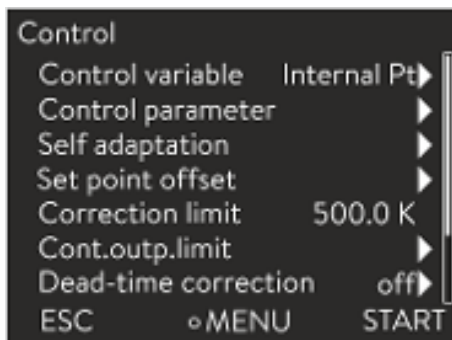 Control
Control variable Internal Pt
Control parameter
Self adaptation
Set point offset
Correction limit 500.0 K
Cont.outp.limit
Dead-time correction off
ESC MENU START